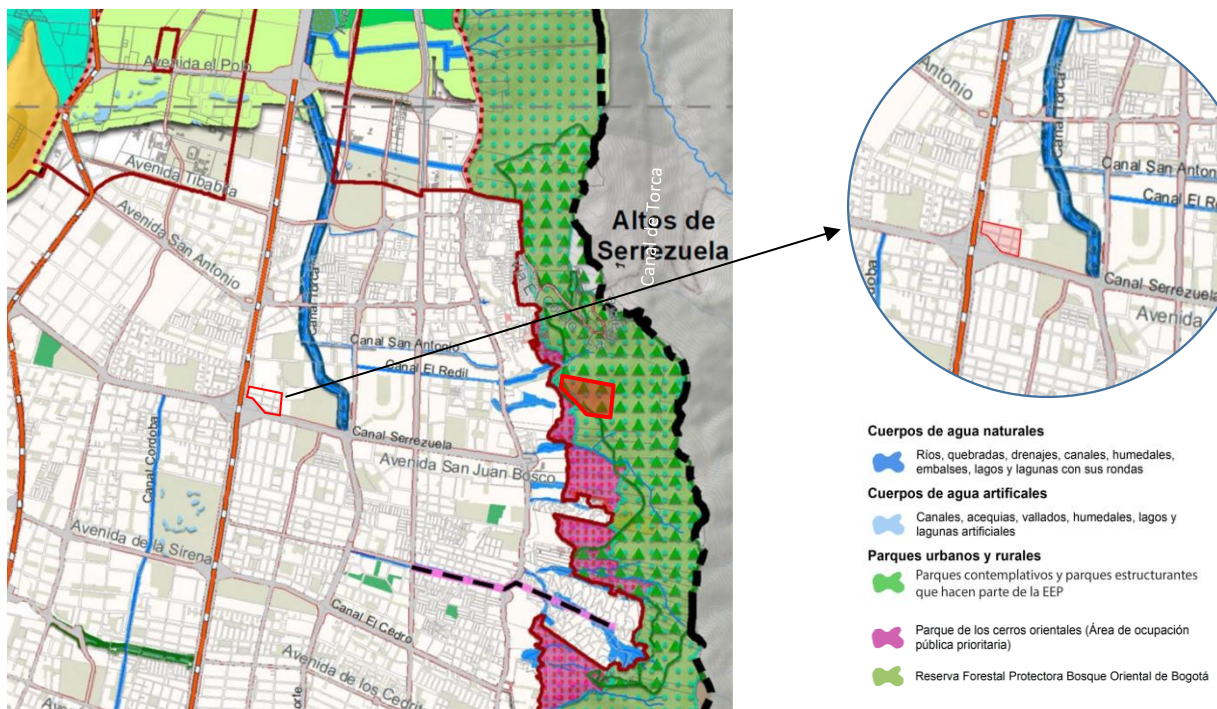 Avenida el Polo
Avenida Tibabita
Avenida San
Antonio
Canal Torca
Canal San Antonio
Canal El Redil
Altos de
Serrezuela
Canal de Torca
Canal Cordoba
Canal Serrezuela
Avenida San Juan Bosco
Avenida de la Sirena
Canal El Cedro
Avenida de los Cedrit
orte
Antonio
Canal Torca
Canal San Anton
Canal El Re
Canal Serrezuela
Avenida
doba
Cuerpos de agua naturales
Ríos, quebradas, drenajes, canales, humedales,
embalses, lagos y lagunas con sus rondas
Cuerpos de agua artificales
Canales, acequias, vallados, humedales, lagos y
lagunas artificiales
Parques urbanos y rurales
Parques contemplativos y parques estructurantes
que hacen parte de la EEP
Parque de los cerros orientales (Área de ocupación
pública prioritaria)
Reserva Forestal Protectora Bosque Oriental de Bogotá